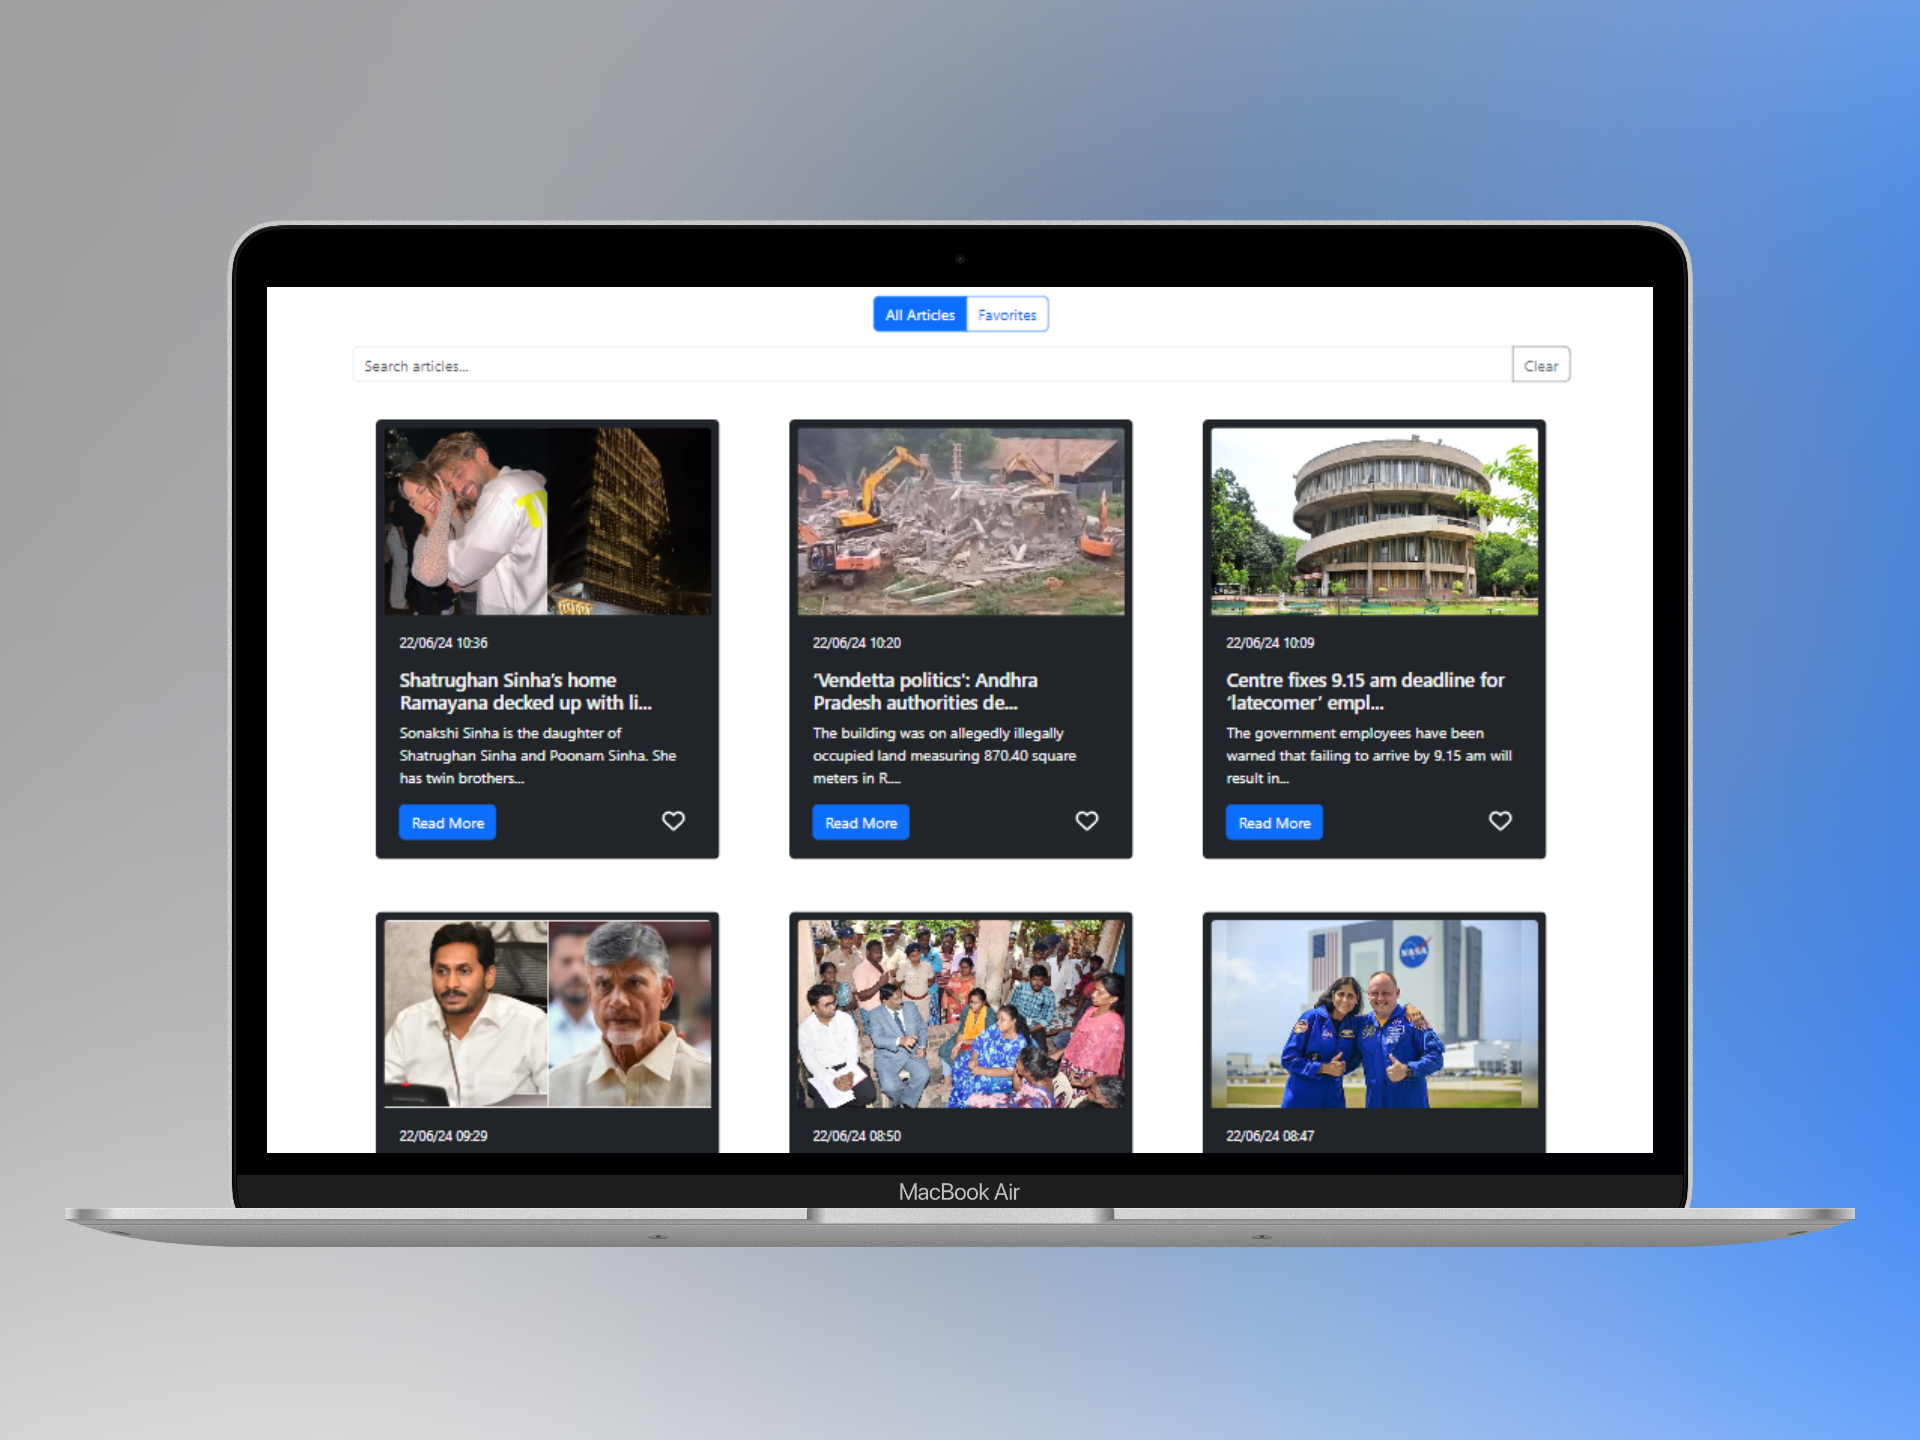 All Articles Favorites
Search articles... Clear
22/06/24 10:36
Shatrughan Sinha's home
Ramayana decked up with li...
Sonakshi Sinha is the daughter of
Shatrughan Sinha and Poonam Sinha. She
has twin brothers...
Read More
22/06/24 10:20
‘Vendetta politics’: Andhra
Pradesh authorities de...
The building was on allegedly illegally
occupied land measuring 870.40 square
meters in R....
Read More
22/06/24 10:09
Centre fixes 9.15 am deadline for
‘latecomer’ empl...
The government employees have been
warned that failing to arrive by 9.15 am will
result in...
Read More
22/06/24 09:29
22/06/24 08:50
NASA
22/06/24 08:47
MacBook Air